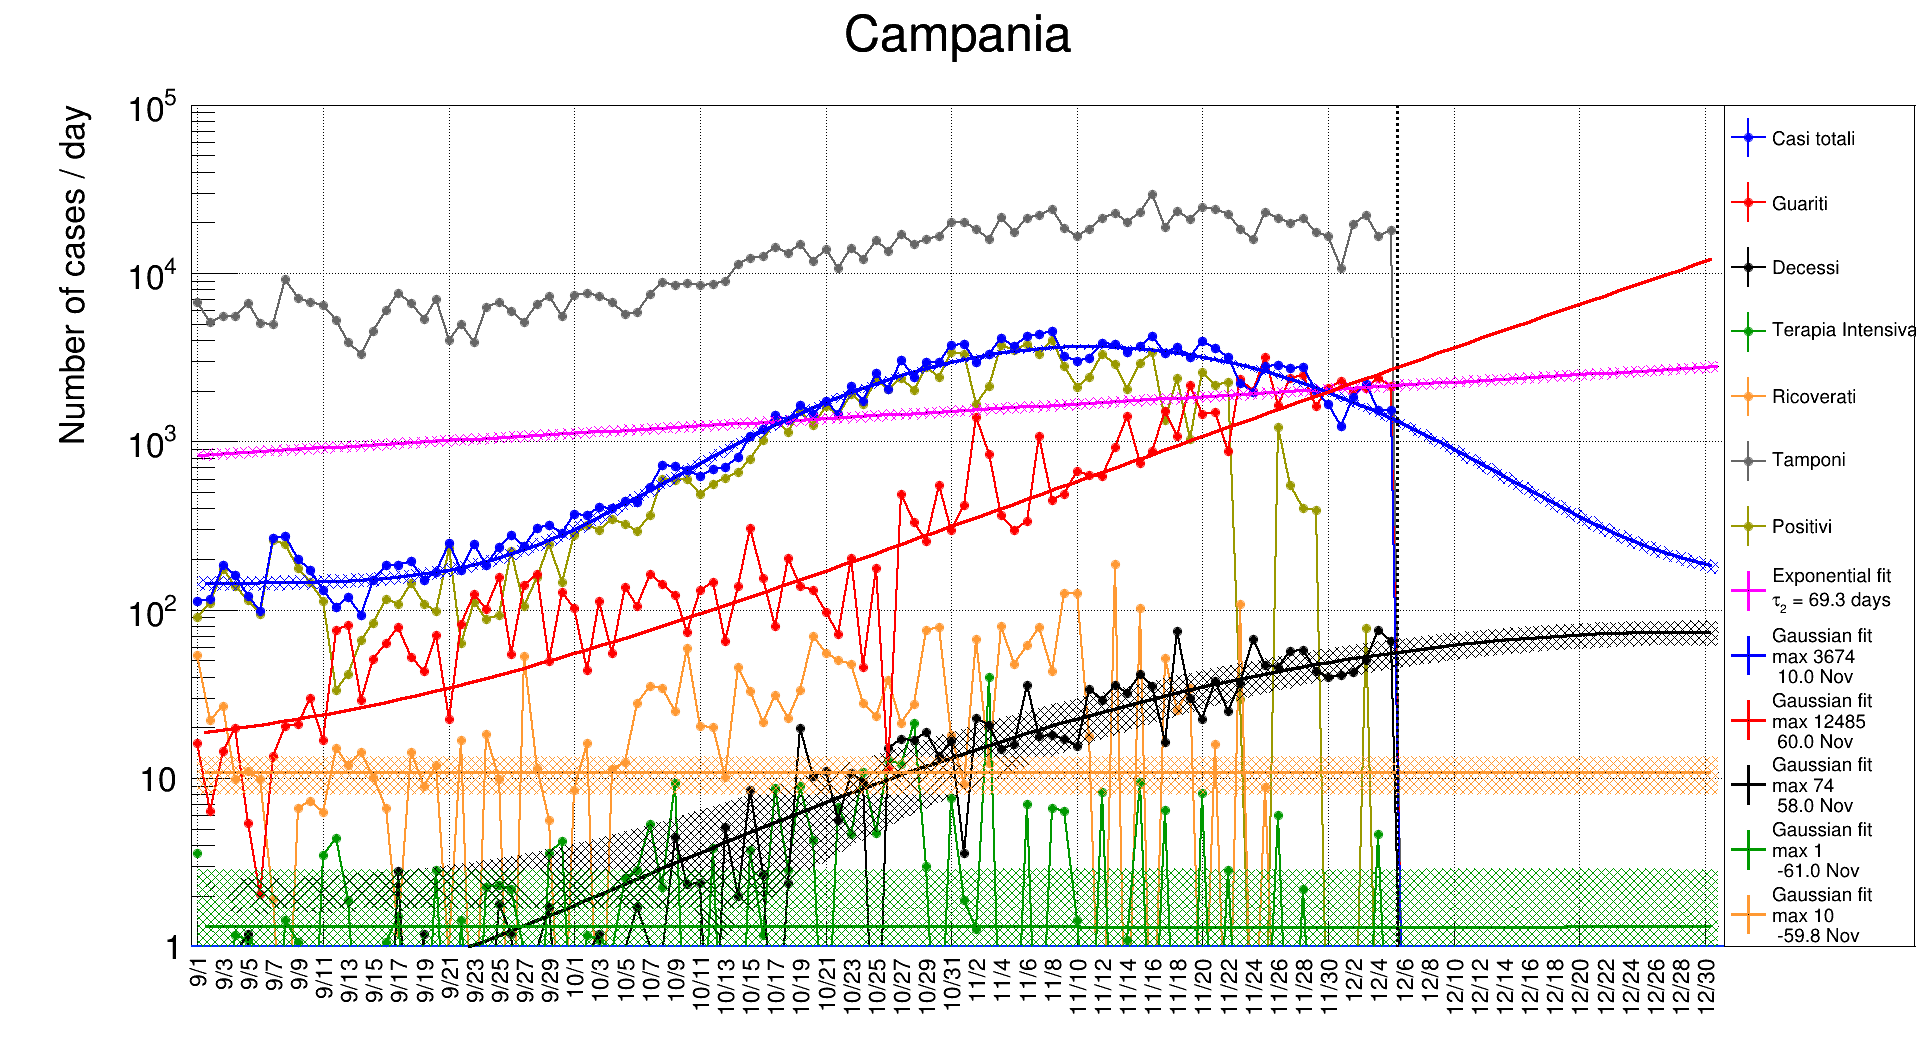 Campania
Number of cases / day
10^5
10^4
10^3
10^2
10
1
9/1 9/3 9/5 9/7 9/9 9/11 9/13 9/15 9/17 9/19 9/21 9/23 9/25 9/27 9/29 10/1 10/3 10/5 10/7 10/9 10/11 10/13 10/15 10/17 10/19 10/21 10/23 10/25 10/27 10/29 10/31 11/2 11/4 11/6 11/8 11/10 11/12 11/14 11/16 11/18 11/20 11/22 11/24 11/26 11/28 11/30 12/2 12/4 12/6 12/8 12/10 12/12 12/14 12/16 12/18 12/20 12/22 12/24 12/26 12/28 12/30
Casi totali
Guariti
Decessi
Terapia Intensiva
Ricoverati
Tamponi
Positivi
Exponential fit
τ2 = 69.3 days
Gaussian fit
max 3674
10.0 Nov
Gaussian fit
max 12485
60.0 Nov
Gaussian fit
max 74
58.0 Nov
Gaussian fit
max 1
-61.0 Nov
Gaussian fit
max 10
-59.8 Nov